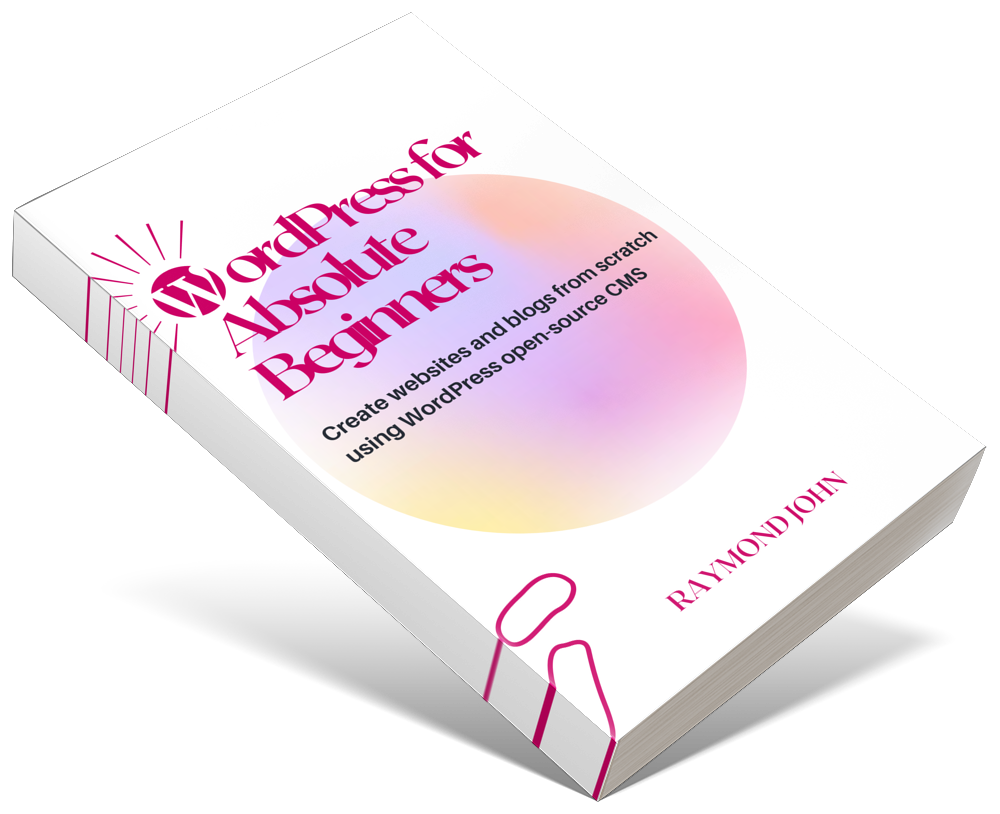 WordPress for
Absolute
Beginners
Create websites and blogs from scratch
using WordPress open-source CMS
RAYMOND JOHN